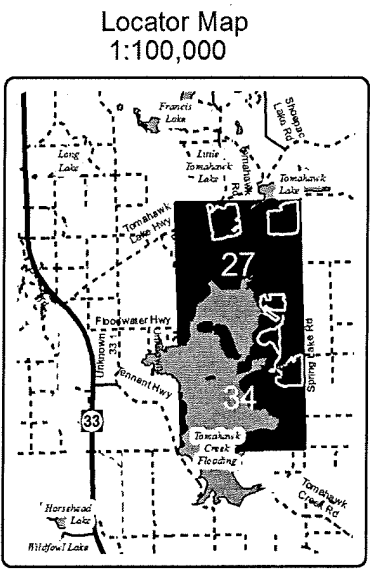 Locator Map
1:100,000
Francis
Lake
Shoepac
Lake Rd
Long
Lake
Little
Tomahawk
Lake
Tomahawk
Rd
Tomahawk
Lake
Tomahawk
Lake Hwy
27
Floodwater Hwy
Unknown
33
Tennant Hwy
Spring Lake Rd
34
33
Tomahawk
Creek
Flooding
Tomahawk
Creek Rd
Horsehead
Lake
Wildfowl Lake